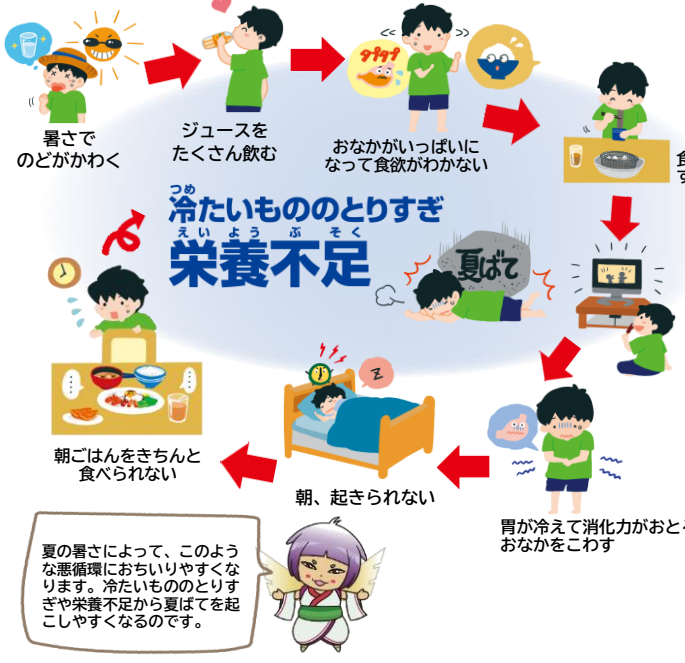 暑さで
のどがかわく
ジュースを
たくさん飲む
タプタプ
おなかがいっぱいに
なって食欲がわかない
食
す
つめ
冷たいもののとりすぎ
えいようぶそく
栄養不足
夏ばて
胃が冷えて消化力がおと
おなかをこわす
z
朝、起きられない
朝ごはんをきちんと
食べられない
夏の暑さによって、このよう
な悪循環におちいりやすくな
ります。冷たいもののとりす
ぎや栄養不足から夏ばてを起
こしやすくなるのです。